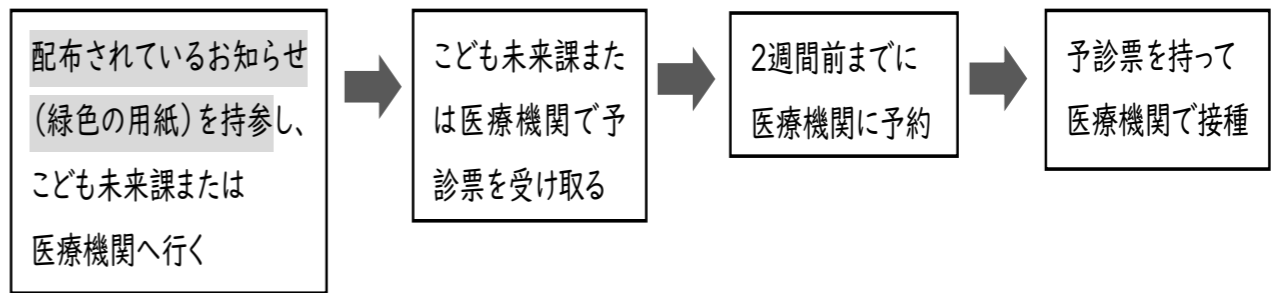 配布されているお知らせ
(緑色の用紙)を持参し、
こども未来課または
医療機関へ行く
こども未来課また
は医療機関で予
診票を受け取る
2週間前までに
医療機関に予約
予診票を持って
医療機関で接種